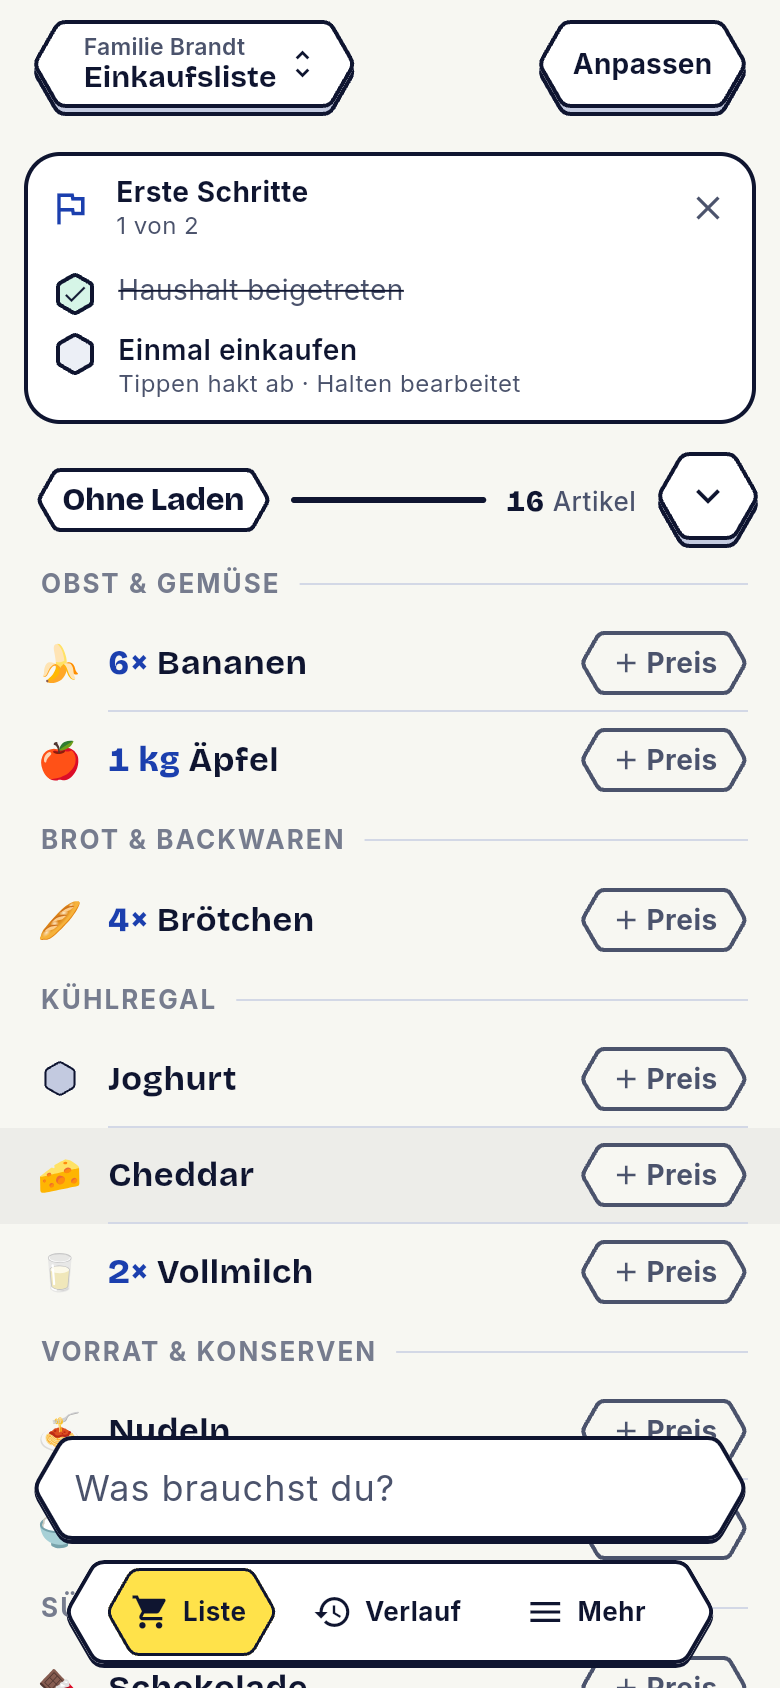 Familie Brandt
Einkaufsliste
Anpassen
Erste Schritte
1 von 2
Haushalt beigetreten
Einmal einkaufen
Tippen hakt ab · Halten bearbeitet
Ohne Laden
16 Artikel
OBST & GEMÜSE
6× Bananen
+ Preis
1 kg Äpfel
+ Preis
BROT & BACKWAREN
4× Brötchen
+ Preis
KÜHLREGAL
Joghurt
+ Preis
Cheddar
+ Preis
2× Vollmilch
+ Preis
VORRAT & KONSERVEN
Nudeln
+ Preis
Was brauchst du?
Liste
Verlauf
Mehr
Schokolade
+ Preis